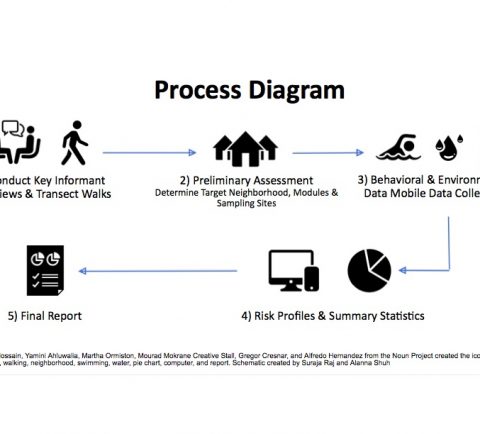 Process Diagram
nduct Key Informant
iews & Transect Walks
2) Preliminary Assessment
Determine Target Neighborhood, Modules &
Sampling Sites
3) Behavioral & Environ
Data Mobile Data Colle
5) Final Report
4) Risk Profiles & Summary Statistics
ossain, Yamini Ahluwalia, Martha Ormiston, Mourad Mokrane Creative Stall, Gregor Cresnar, and Alfredo Hernandez from the Noun Project created the ico
, walking, neighborhood, swimming, water, pie chart, computer, and report. Schematic created by Suraja Raj and Alanna Shuh